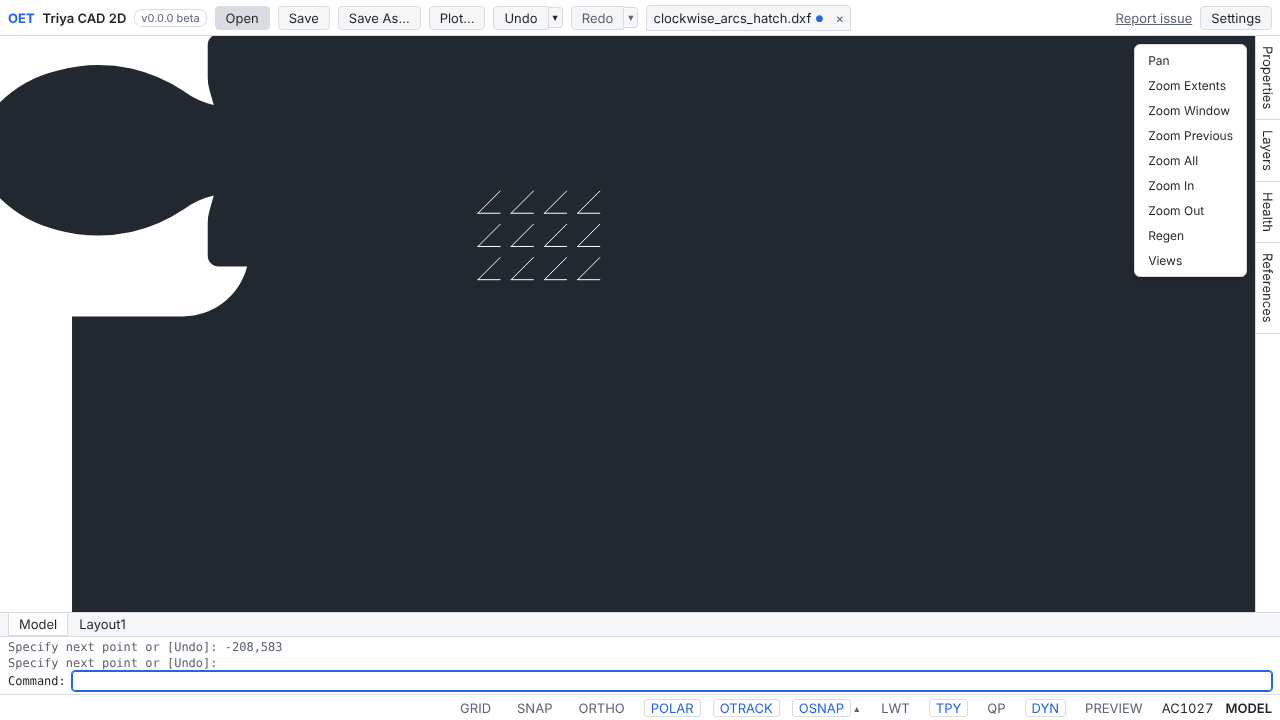 OET Triya CAD 2D v0.0.0 beta Open Save Save As... Plot... Undo ▾ Redo ▾ clockwise_arcs_hatch.dxf × Report issue Settings
Pan
Zoom Extents
Zoom Window
Zoom Previous
Zoom All
Zoom In
Zoom Out
Regen
Views
Properties
Layers
Health
References
Model Layout1
Specify next point or [Undo]: -208,583
Specify next point or [Undo]:
Command:
GRID SNAP ORTHO POLAR OTRACK OSNAP ▴ LWT TPY QP DYN PREVIEW AC1027 MODEL